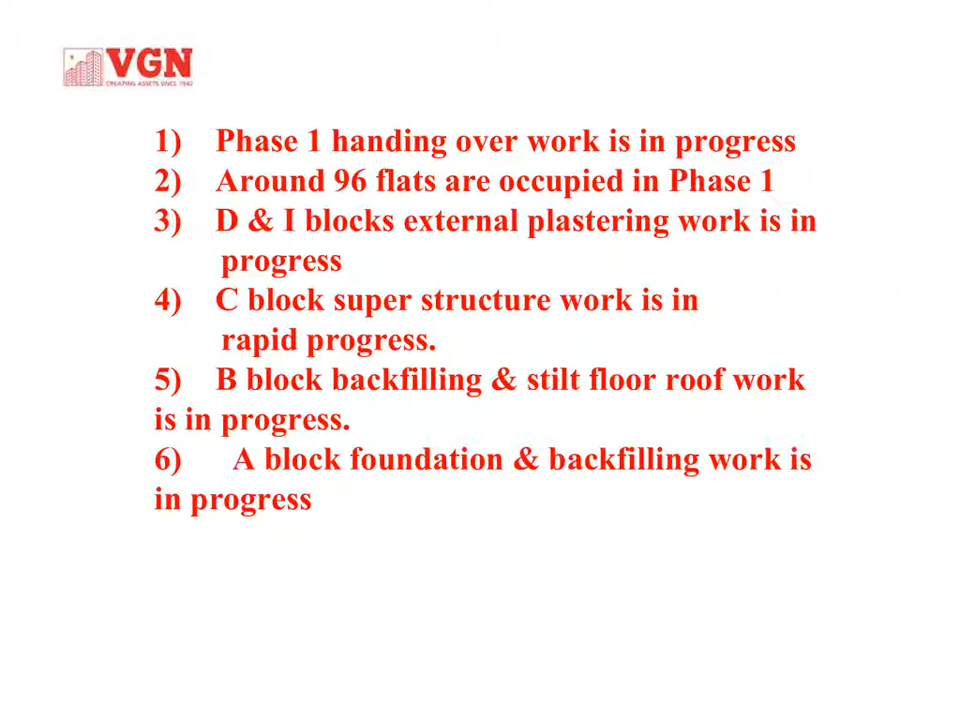 VGN
CREATING ASSETS SINCE 1942
1) Phase 1 handing over work is in progress
2) Around 96 flats are occupied in Phase 1
3) D & I blocks external plastering work is in
progress
4) C block super structure work is in
rapid progress.
5) B block backfilling & stilt floor roof work
is in progress.
6) A block foundation & backfilling work is
in progress